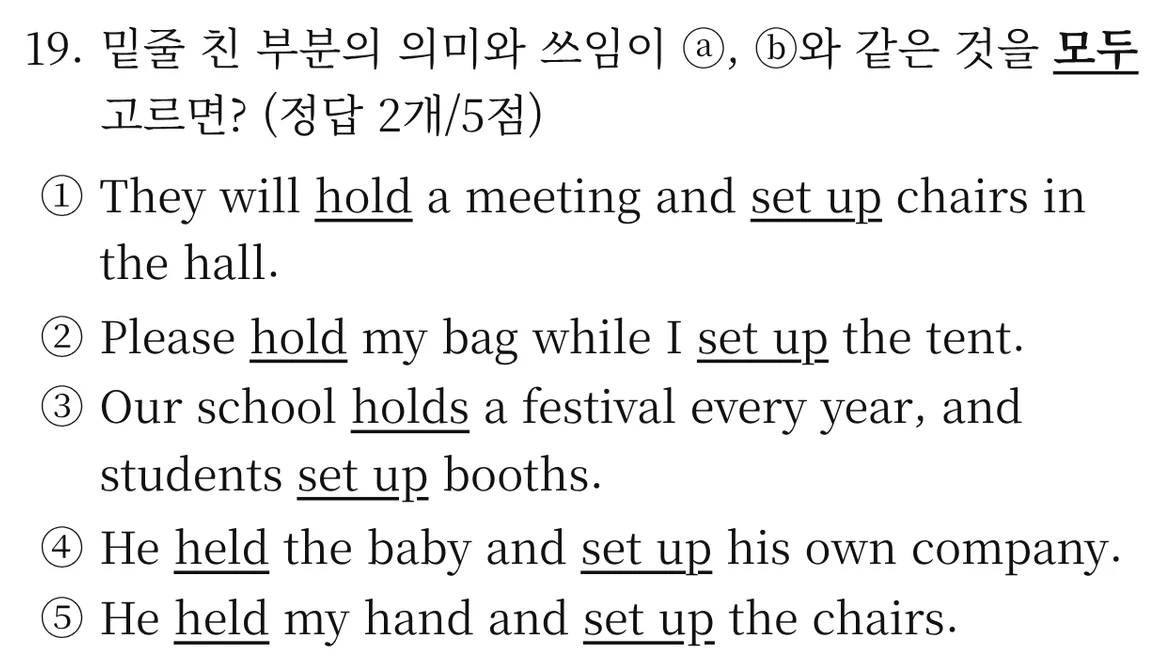 19. 밑줄 친 부분의 의미와 쓰임이 ⓐ, ⓑ와 같은 것을 모두
고르면? (정답 2개/5점)
① They will hold a meeting and set up chairs in
the hall.
② Please hold my bag while I set up the tent.
③ Our school holds a festival every year, and
students set up booths.
④ He held the baby and set up his own company.
⑤ He held my hand and set up the chairs.